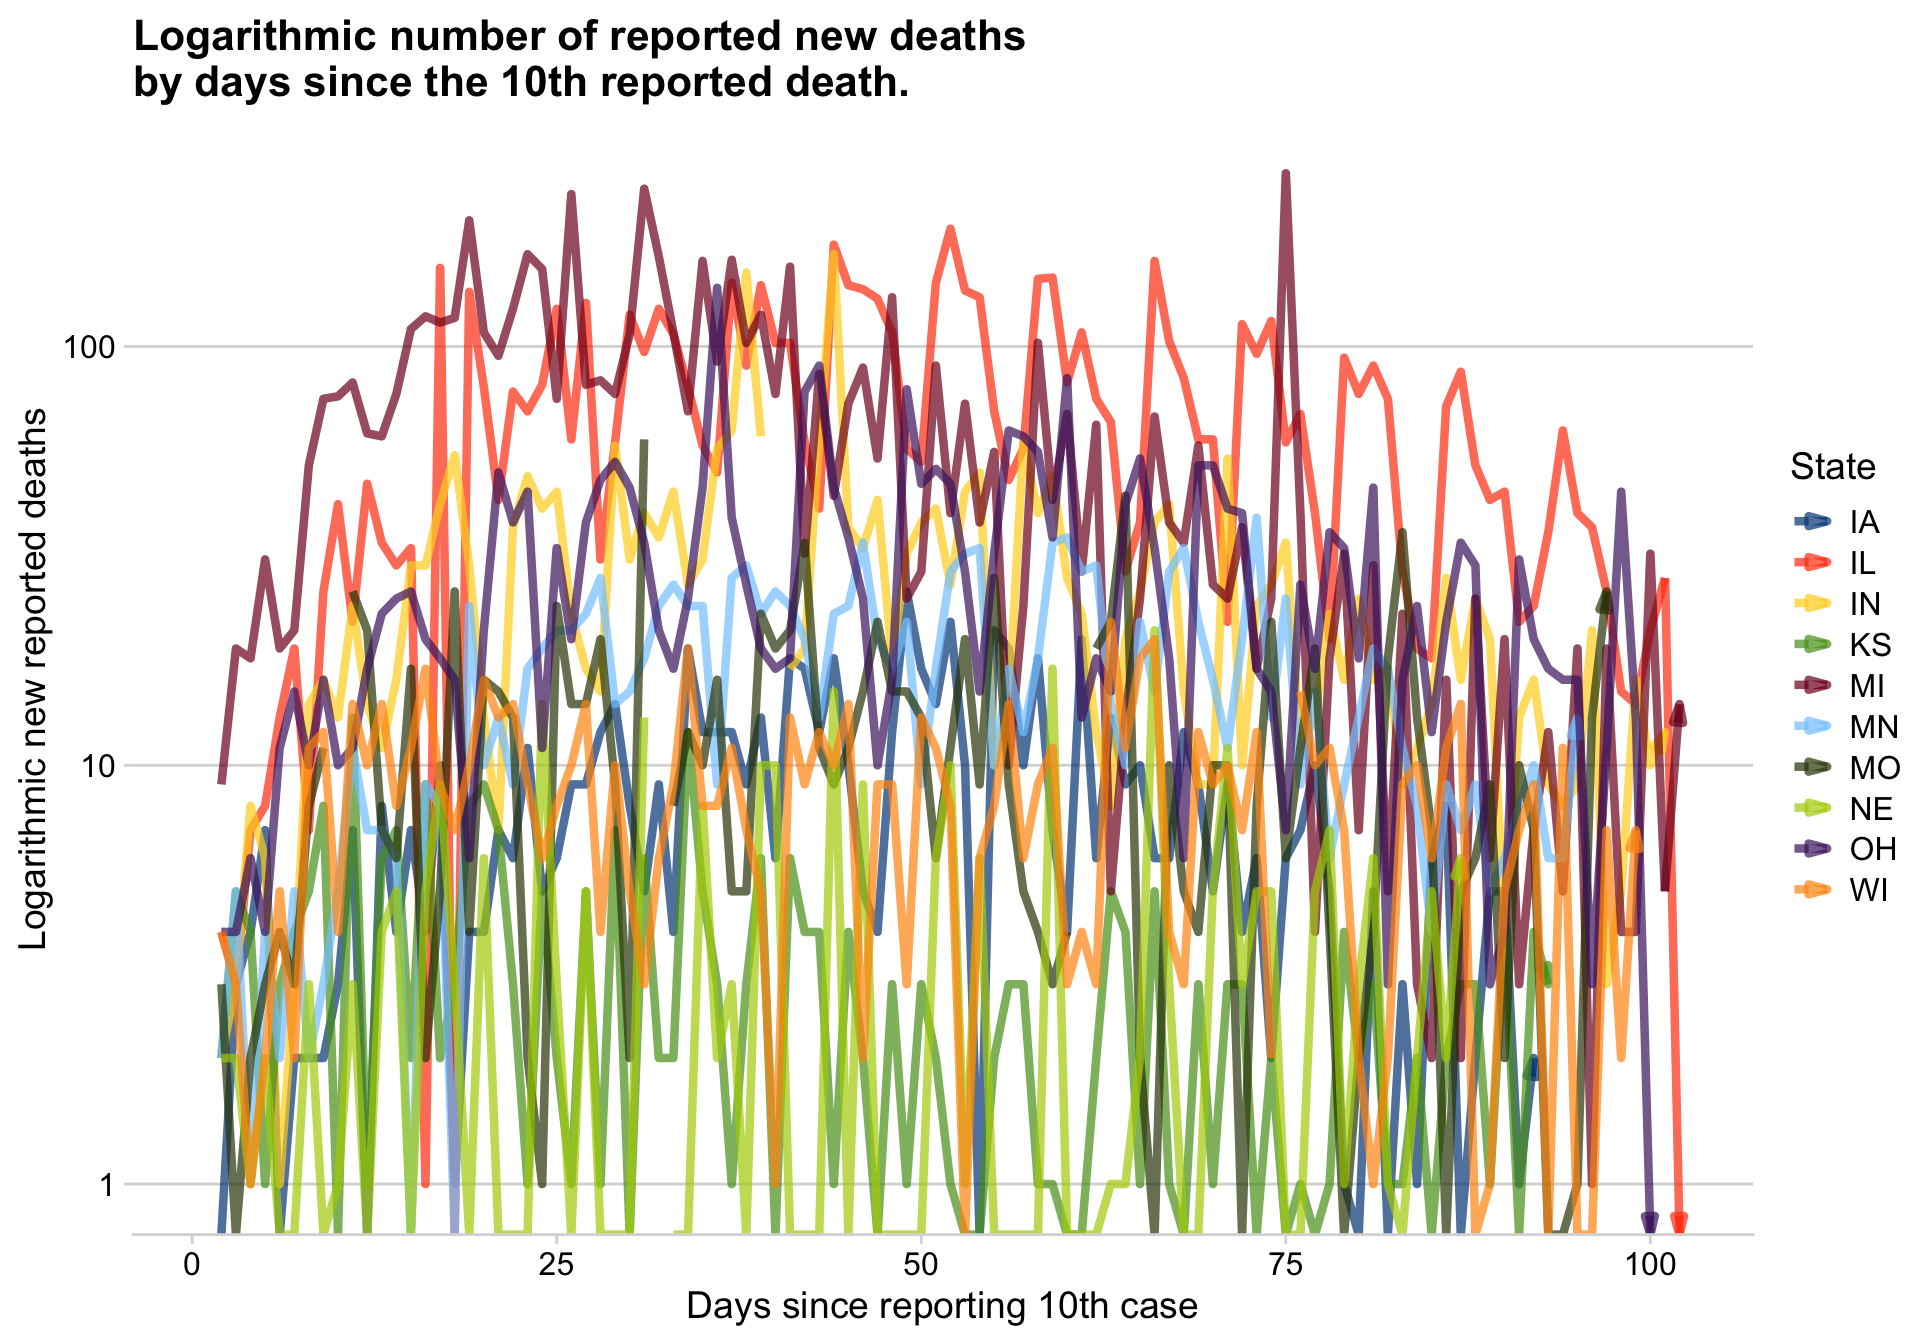 Logarithmic number of reported new deaths
by days since the 10th reported death.
Logarithmic new reported deaths
100
10
1
0
25
50
75
100
Days since reporting 10th case
State
IA
IL
IN
KS
MI
MN
MO
NE
OH
WI